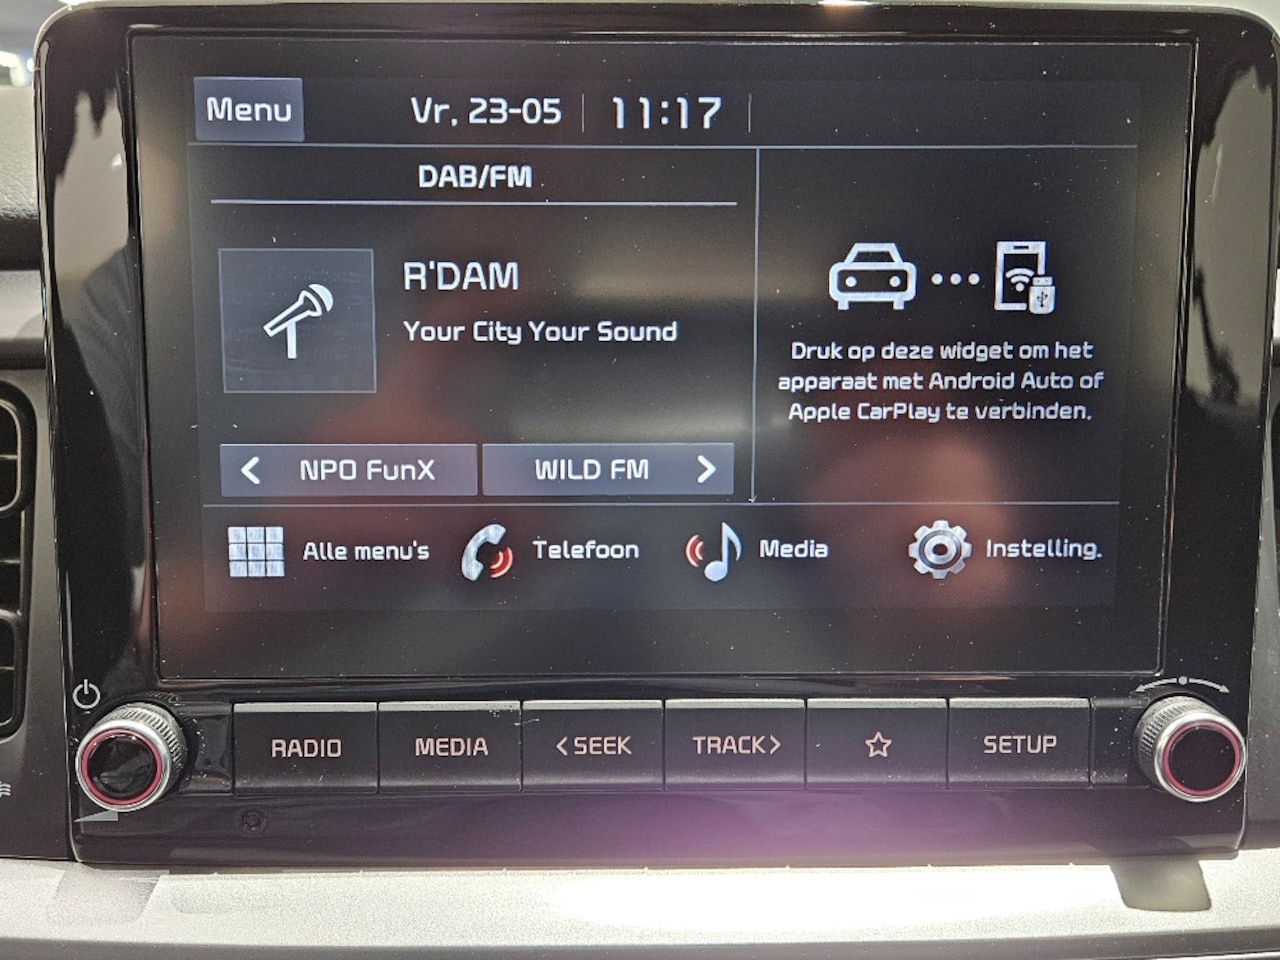 Menu
Vr, 23-05
11:17
DAB/FM
R'DAM
Your City Your Sound
NPO FunX
WILD FM
Druk op deze widget om het
apparaat met Android Auto of
Apple CarPlay te verbinden.
Alle menu's
Telefoon
Media
Instelling.
RADIO
MEDIA
< SEEK
TRACK >
SETUP